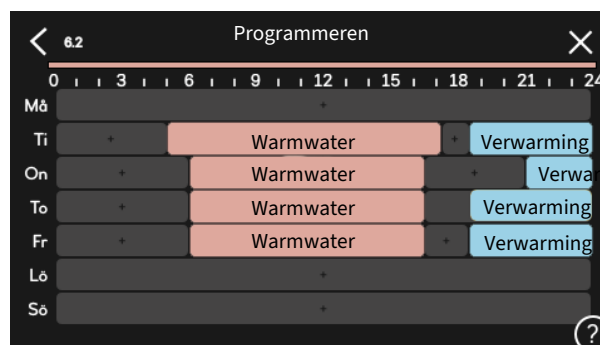 6.2 Programmeren
0 3 6 9 12 15 18 21 24
Må
Ti Warmwater Verwarming
On Warmwater Verwar
To Warmwater Verwarming
Fr Warmwater Verwarming
Lö
Sö
?